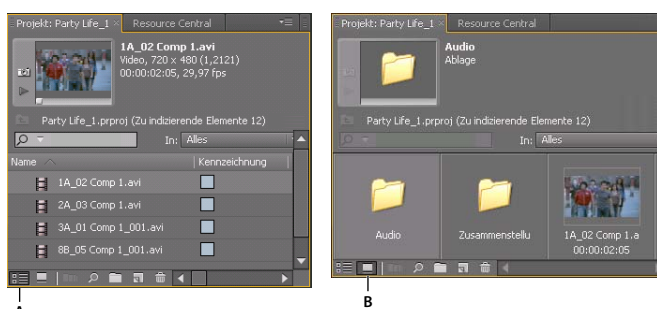 Projekt: Party Life_1 × Resource Central
1A_02 Comp 1.avi
Video, 720 x 480 (1,2121)
00:00:02:05, 29,97 fps
Party Life_1.prproj (Zu indizierende Elemente 12)
In: Alles
Name Kennzeichnung
1A_02 Comp 1.avi
2A_03 Comp 1.avi
3A_01 Comp 1_001.avi
8B_05 Comp 1_001.avi
A
Projekt: Party Life_1 × Resource Central
Audio
Ablage
Party Life_1.prproj (Zu indizierende Elemente 12)
In: Alles
Audio Zusammenstellu 1A_02 Comp 1.a
00:00:02:05
B